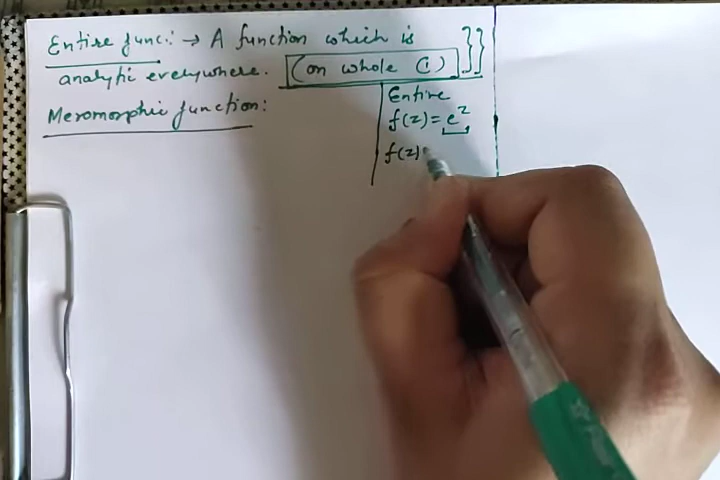 Entire func: → A function which is
analytic everywhere. (on whole ℂ)
Meromorphic function:
Entire
f(z) = e^z
f(z)=